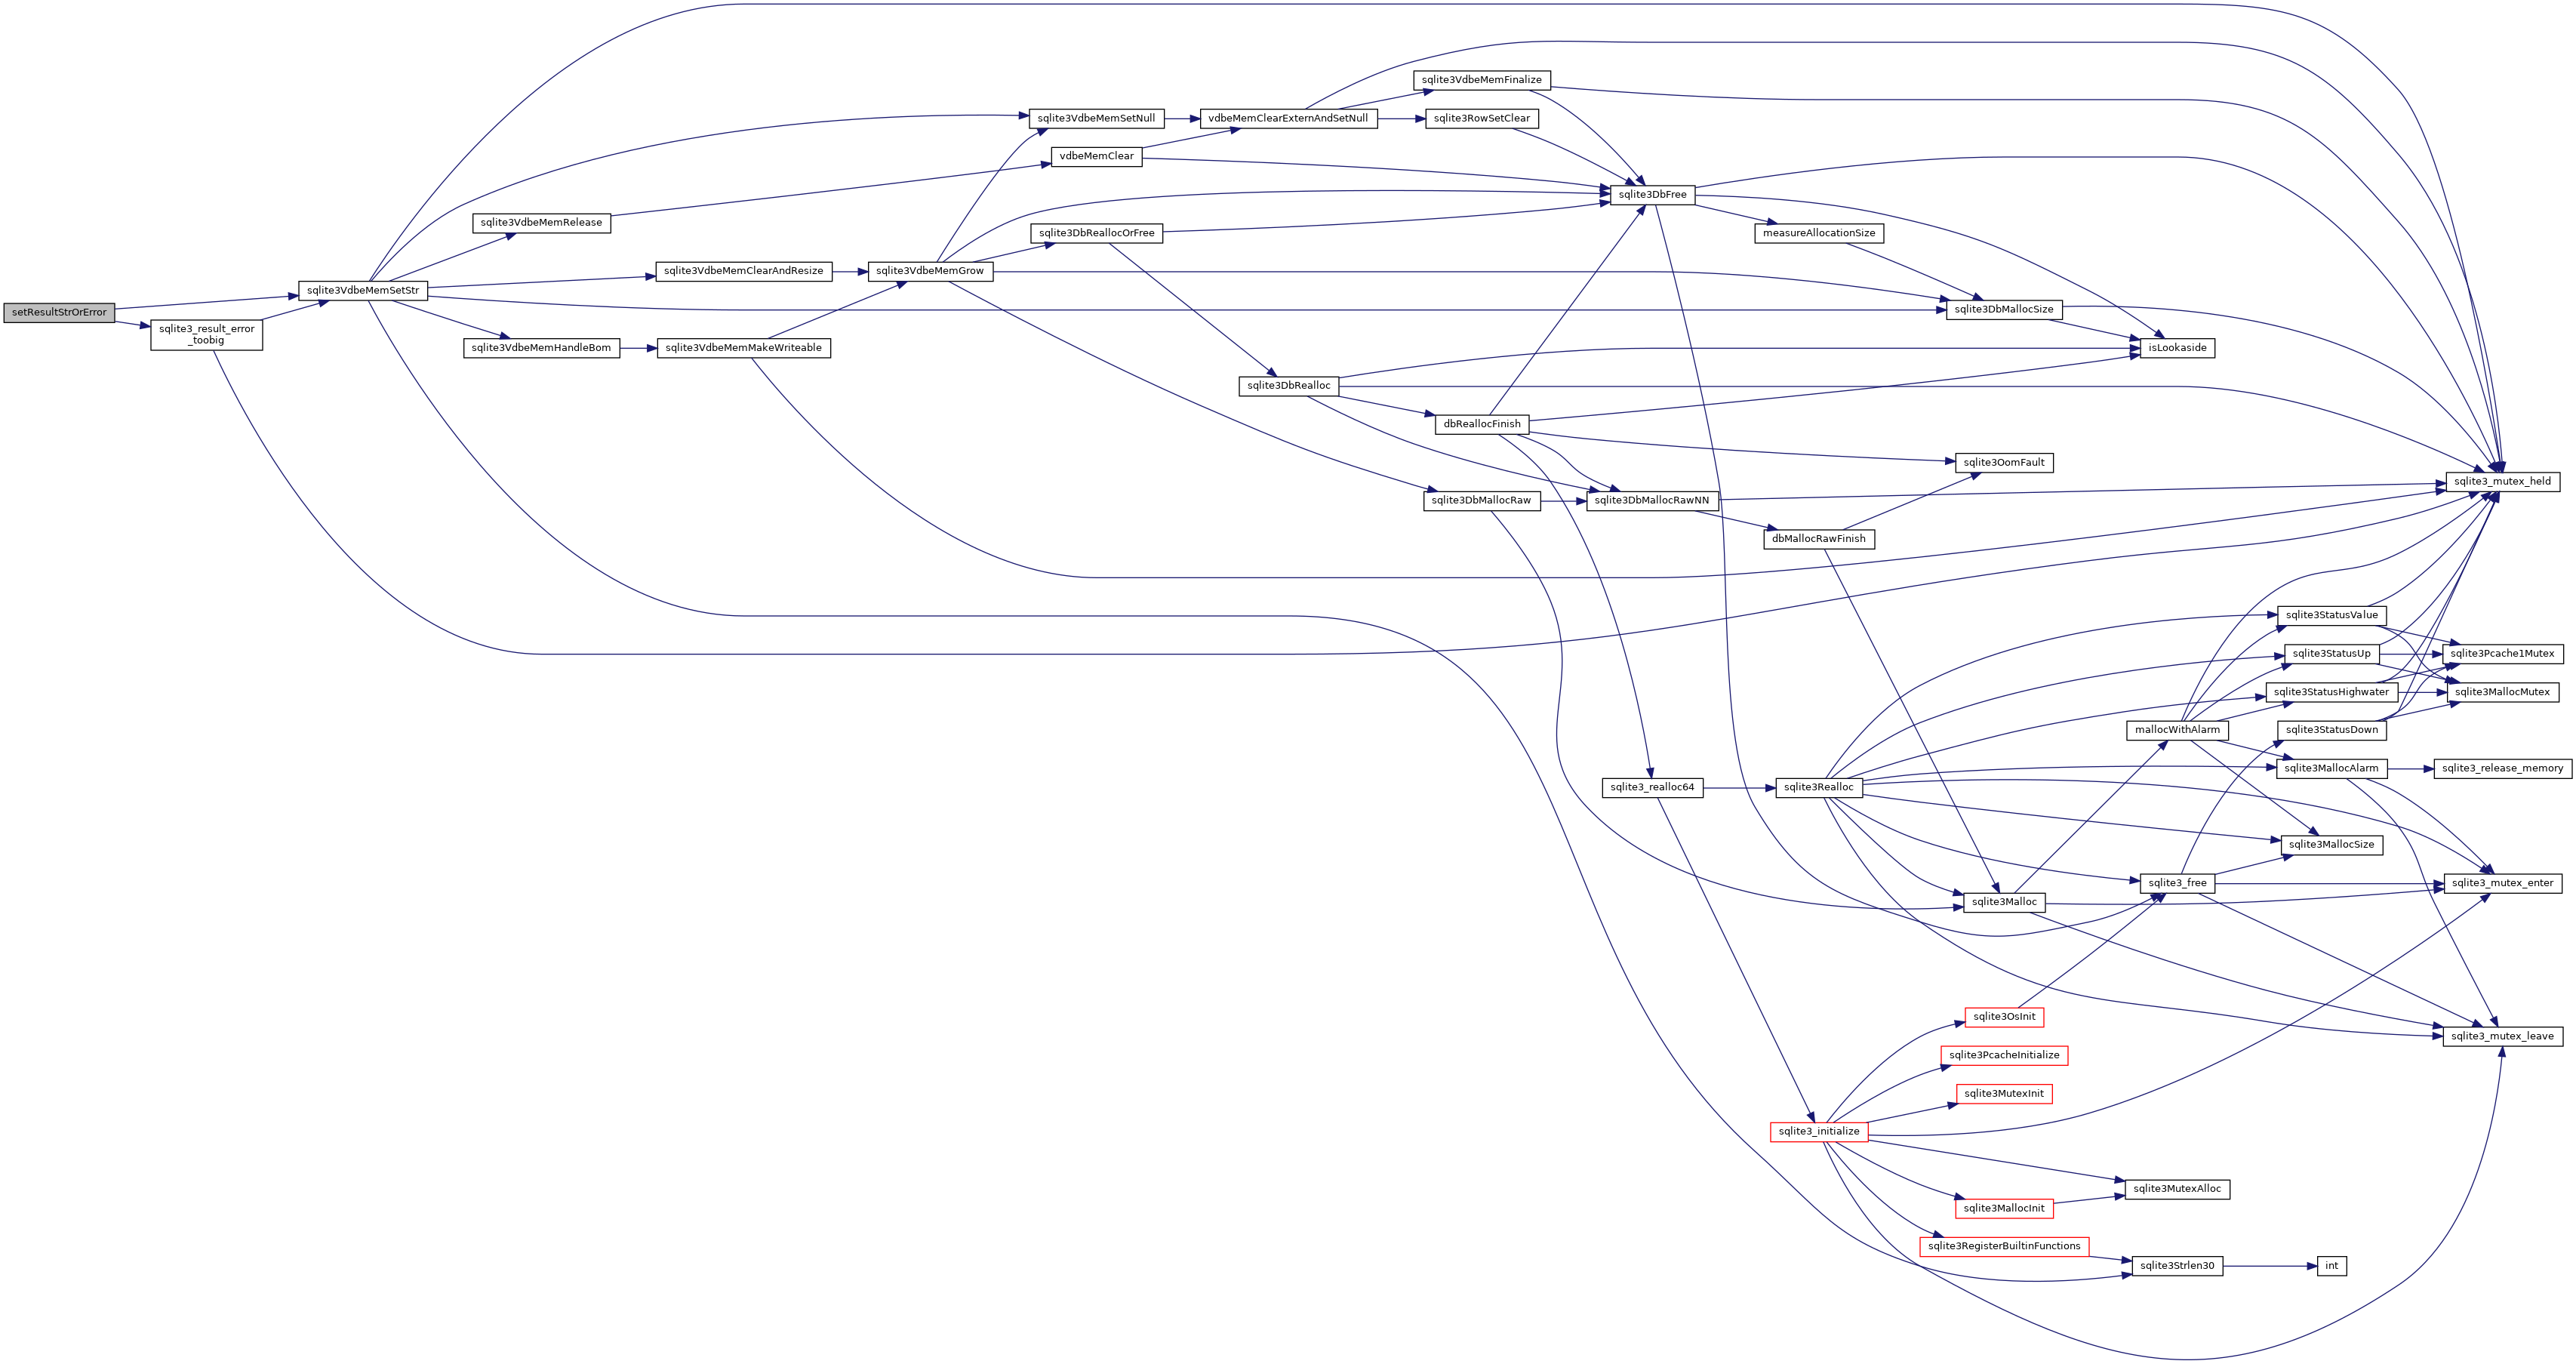 setResultStrOrError
sqlite3_result_error
_toobig
sqlite3VdbeMemSetStr
sqlite3VdbeMemRelease
sqlite3VdbeMemHandleBom
sqlite3VdbeMemClearAndResize
sqlite3VdbeMemMakeWriteable
sqlite3VdbeMemGrow
sqlite3VdbeMemSetNull
vdbeMemClear
sqlite3DbReallocOrFree
vdbeMemClearExternAndSetNull
sqlite3DbRealloc
sqlite3VdbeMemFinalize
sqlite3RowSetClear
dbReallocFinish
sqlite3DbMallocRaw
sqlite3DbFree
sqlite3DbMallocRawNN
sqlite3_realloc64
measureAllocationSize
dbMallocRawFinish
sqlite3Realloc
sqlite3_initialize
sqlite3DbMallocSize
sqlite3OomFault
sqlite3Malloc
sqlite3OsInit
sqlite3PcacheInitialize
sqlite3MutexInit
sqlite3MallocInit
sqlite3RegisterBuiltinFunctions
isLookaside
mallocWithAlarm
sqlite3_free
sqlite3MutexAlloc
sqlite3Strlen30
sqlite3StatusValue
sqlite3StatusUp
sqlite3StatusHighwater
sqlite3StatusDown
sqlite3MallocAlarm
sqlite3MallocSize
int
sqlite3_mutex_held
sqlite3Pcache1Mutex
sqlite3MallocMutex
sqlite3_release_memory
sqlite3_mutex_enter
sqlite3_mutex_leave